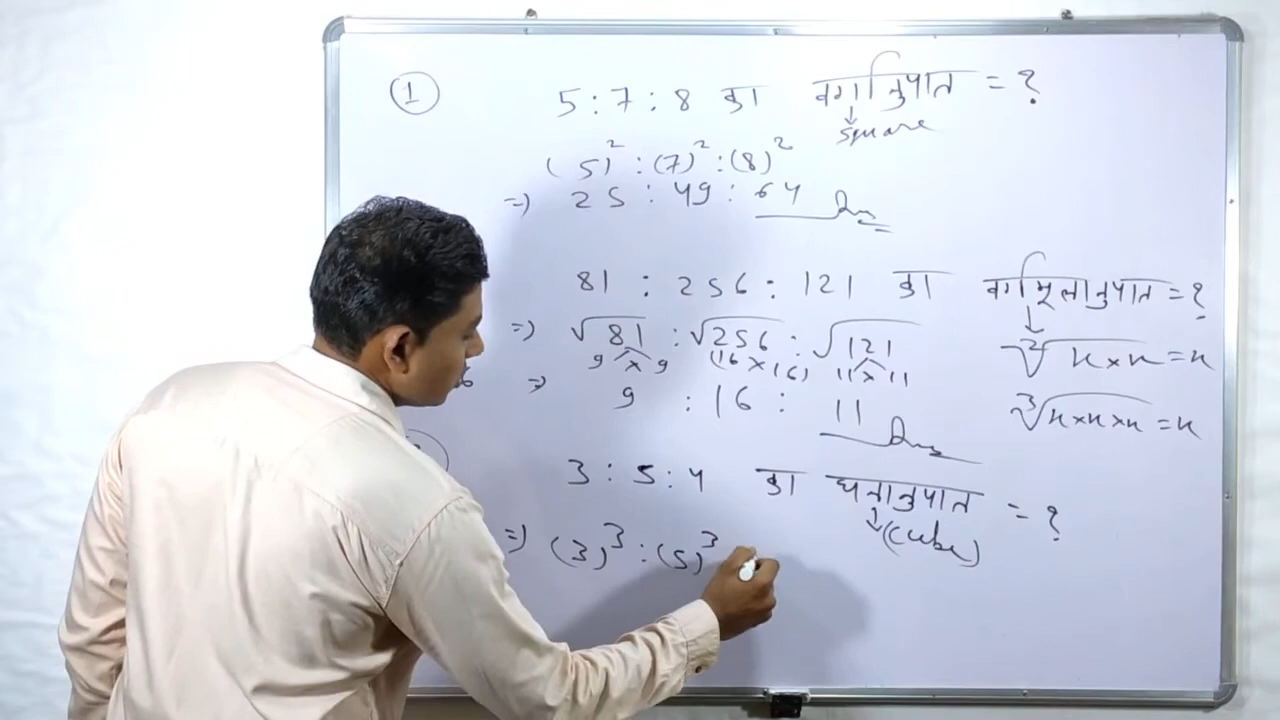 1
5 : 7 : 8 का वर्गानुपात = ?
↓
square
(5)² : (7)² : (8)²
=> 25 : 49 : 64 Ans
81 : 256 : 121 का वर्गमूलानुपात = ?
↓
=> √81 : √256 : √121
²√x×x = x
9 × 9 (16 × 16) 11 × 11
=> 9 : 16 : 11 Ans
³√x×x×x = x
3 : 5 : 4 का घनानुपात = ?
↓ (cube)
=> (3)³ : (5)³